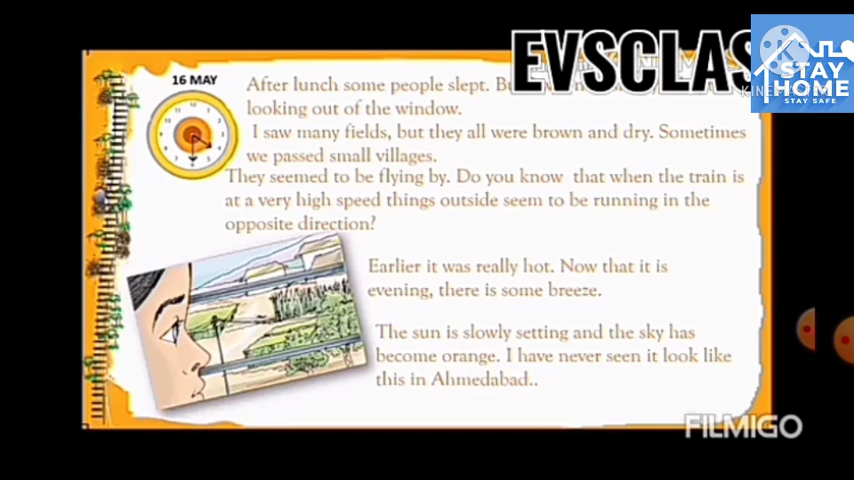 EVSCLAS
16 MAY
After lunch some people slept.
looking out of the window.
I saw many fields, but they all were brown and dry. Sometimes
we passed small villages.
They seemed to be flying by. Do you know that when the train is
at a very high speed things outside seem to be running in the
opposite direction?
Earlier it was really hot. Now that it is
evening, there is some breeze.
The sun is slowly setting and the sky has
become orange. I have never seen it look like
this in Ahmedabad..
STAY
HOME
STAY SAFE
FILMIGO